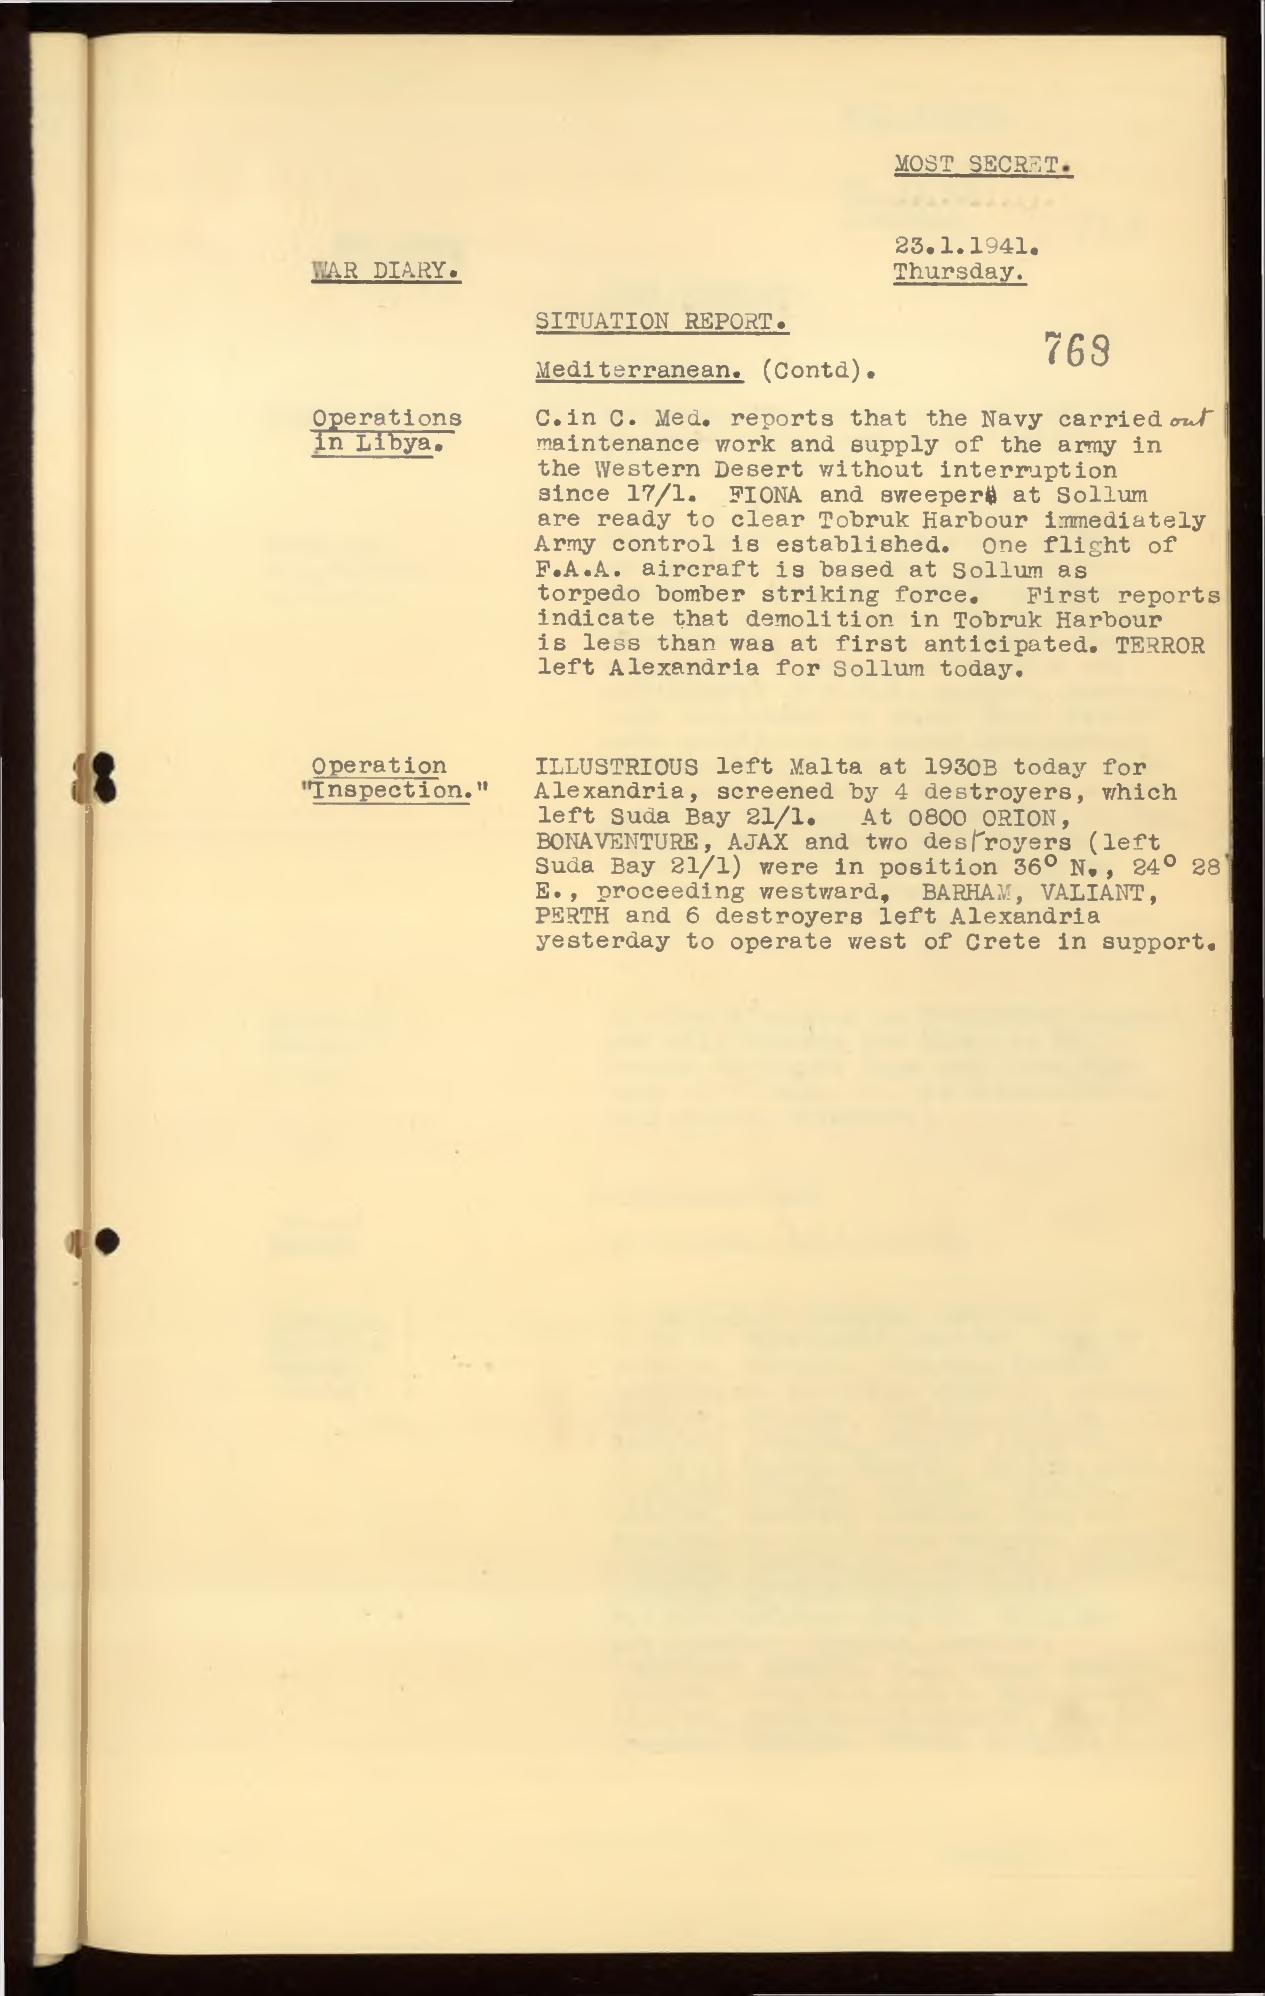 MOST SECRET.
23.1.1941.
WAR DIARY.
Thursday.
SITUATION REPORT.
768
Mediterranean. (Contd).
Operations
in Libya.
C.in C. Med. reports that the Navy carried out
maintenance work and supply of the army in
the Western Desert without interruption
since 17/1. FIONA and sweepers at Sollum
are ready to clear Tobruk Harbour immediately
Army control is established. One flight of
F.A.A. aircraft is based at Sollum as
torpedo bomber striking force. First reports
indicate that demolition in Tobruk Harbour
is less than was at first anticipated. TERROR
left Alexandria for Sollum today.
Operation
"Inspection."
ILLUSTRIOUS left Malta at 1930B today for
Alexandria, screened by 4 destroyers, which
left Suda Bay 21/1. At 0800 ORION,
BONAVENTURE, AJAX and two destroyers (left
Suda Bay 21/1) were in position 36° N., 24° 28'
E., proceeding westward, BARHAM, VALIANT,
PERTH and 6 destroyers left Alexandria
yesterday to operate west of Crete in support.